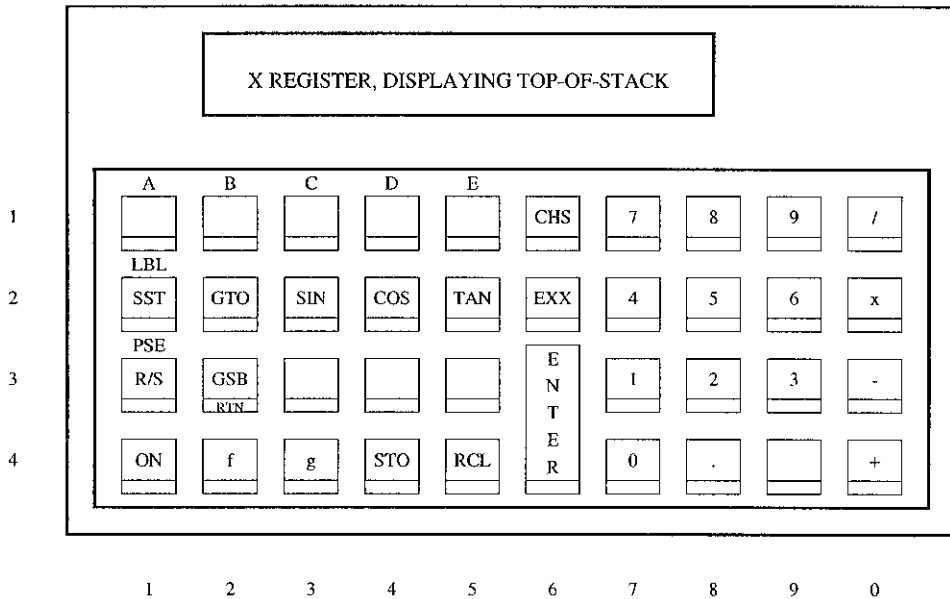 X REGISTER, DISPLAYING TOP-OF-STACK
A B C D E
1 CHS 7 8 9 /
LBL
2 SST GTO SIN COS TAN EXX 4 5 6 x
PSE
3 R/S GSB ENTER 1 2 3 -
RTN
4 ON f g STO RCL 0 . +
1 2 3 4 5 6 7 8 9 0